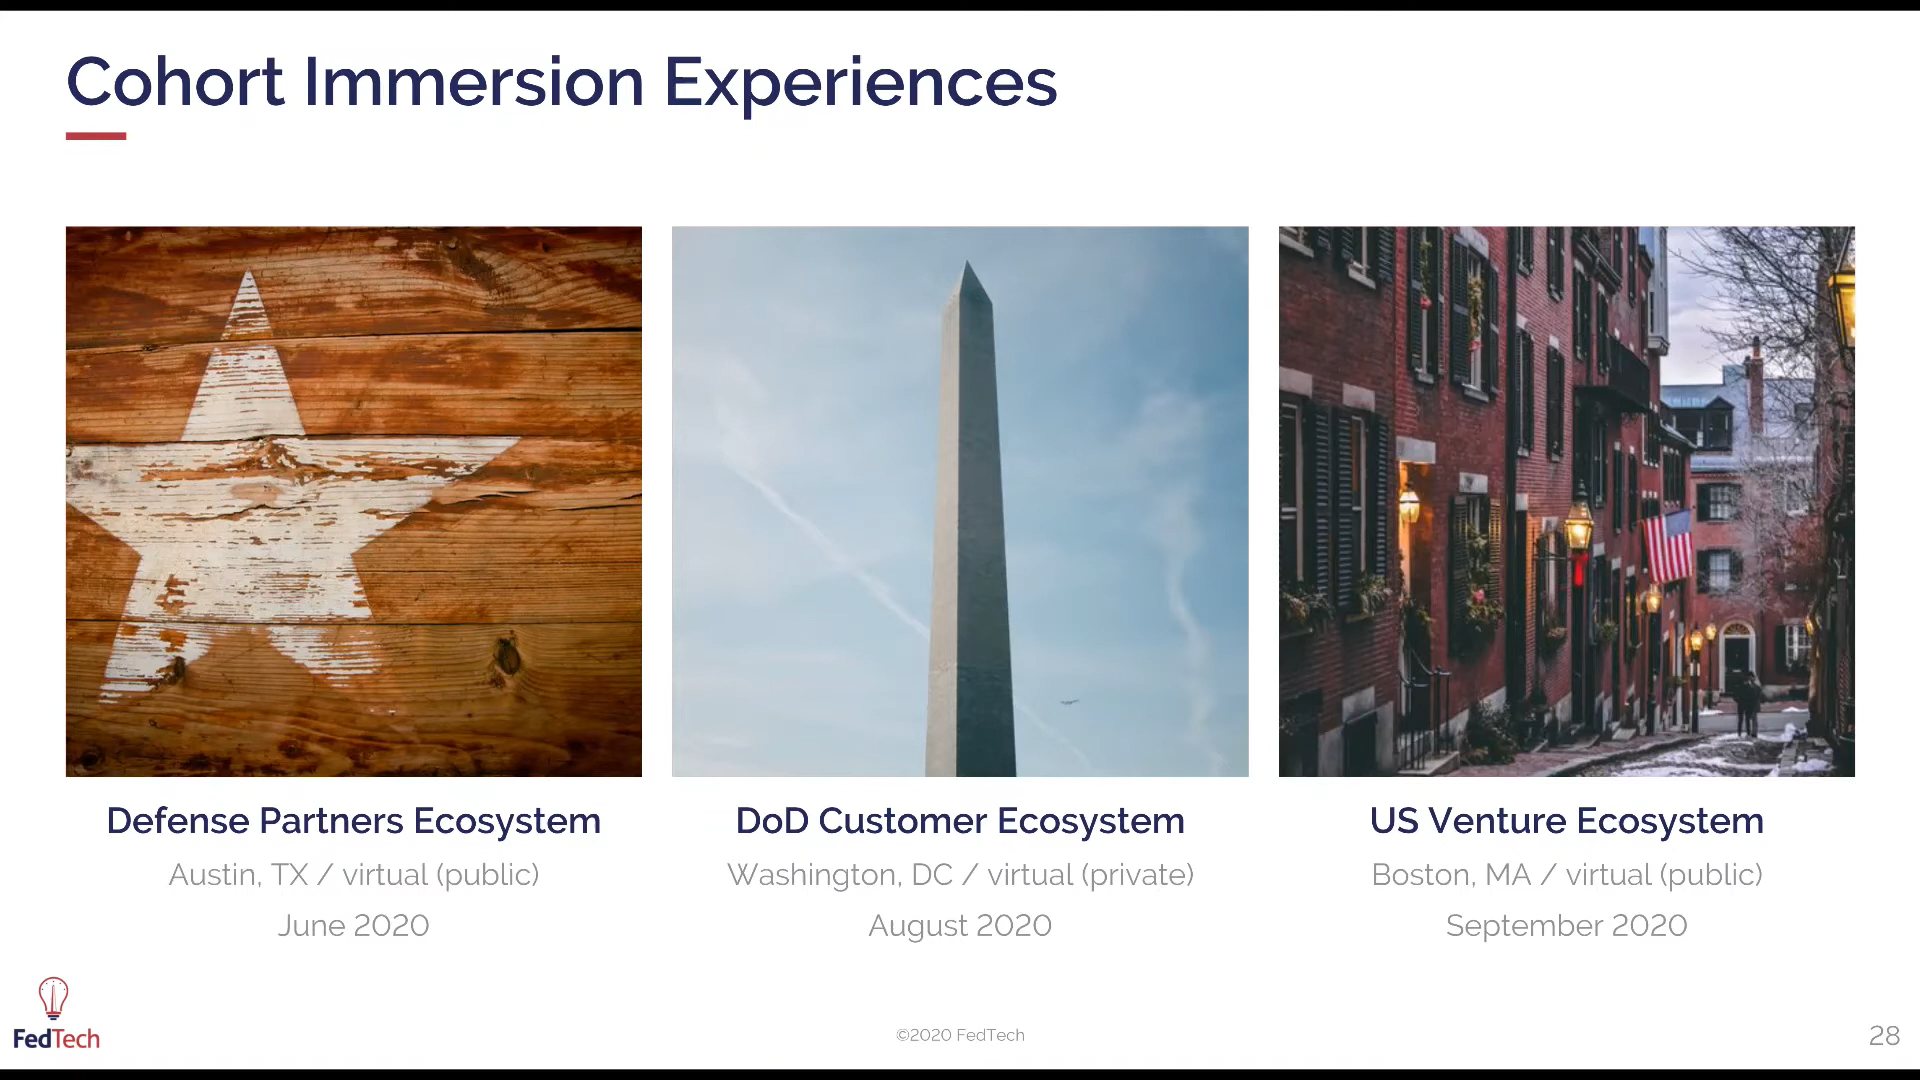 Cohort Immersion Experiences
Defense Partners Ecosystem
Austin, TX / virtual (public)
June 2020
DoD Customer Ecosystem
Washington, DC / virtual (private)
August 2020
US Venture Ecosystem
Boston, MA / virtual (public)
September 2020
FedTech
©2020 FedTech
28